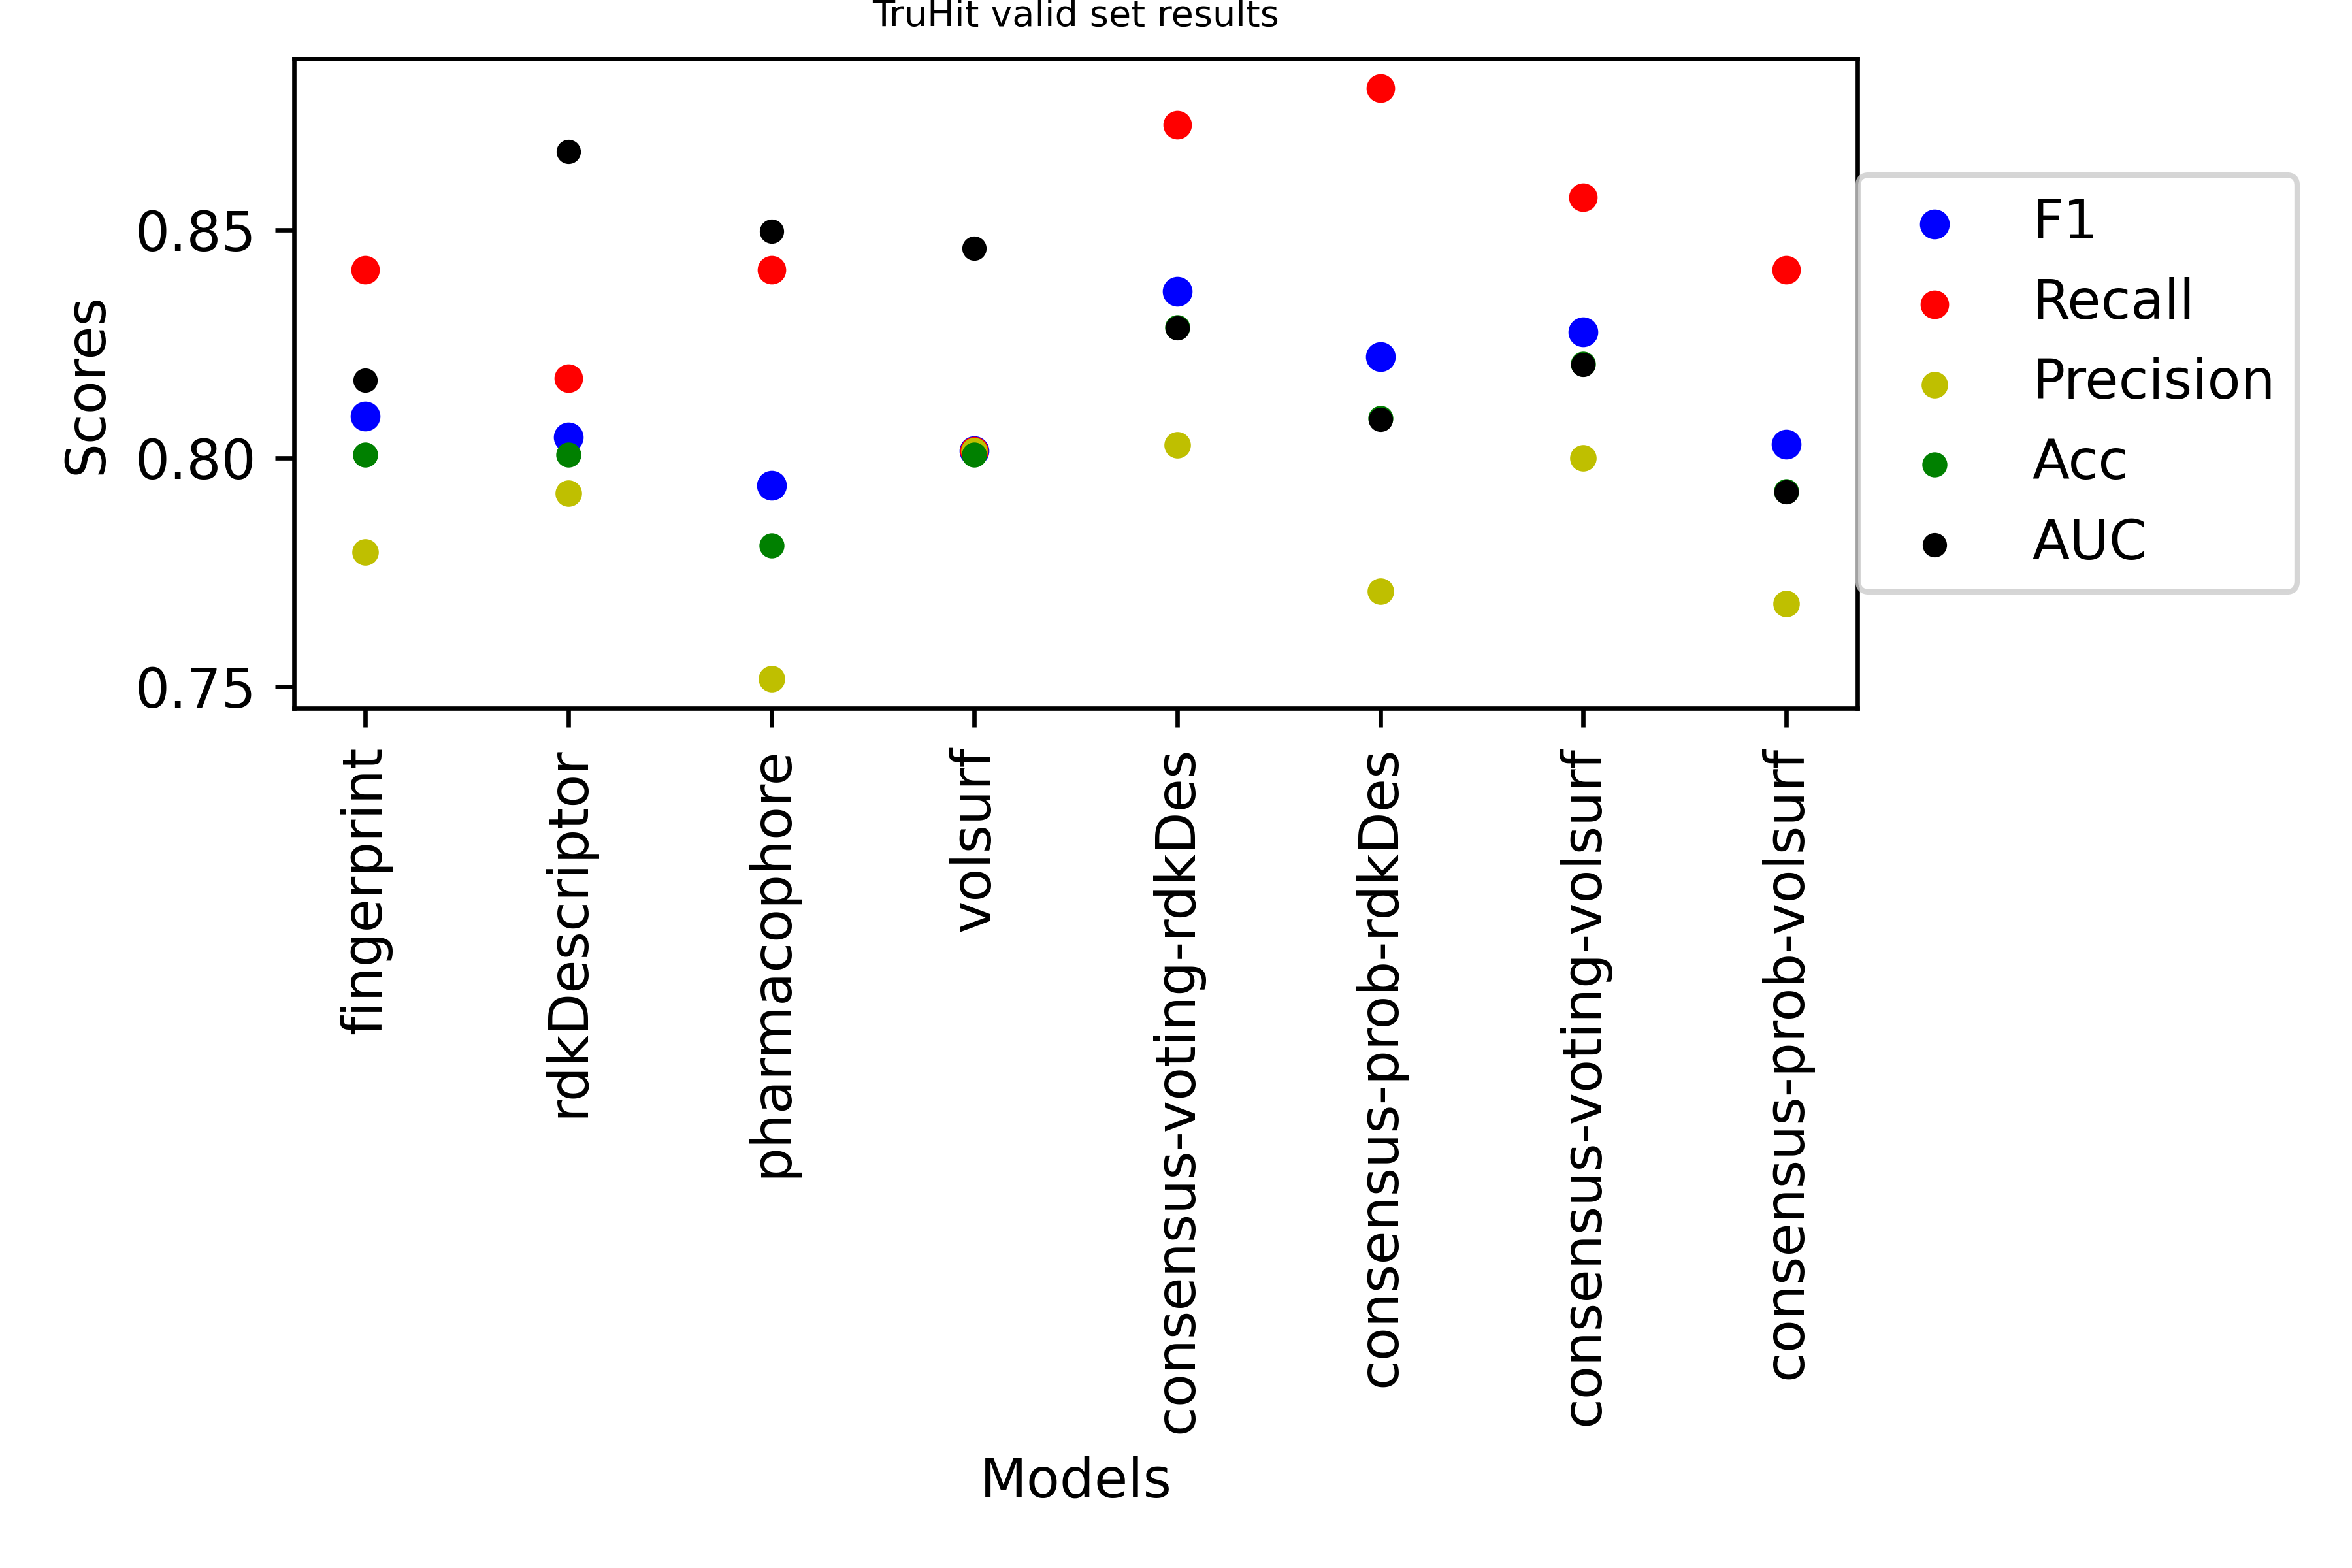 TruHit valid set results
Scores
0.85
0.80
0.75
F1
Recall
Precision
Acc
AUC
fingerprint
rdkDescriptor
pharmacophore
volsurf
consensus-voting-rdkDes
consensus-prob-rdkDes
consensus-voting-volsurf
consensus-prob-volsurf
Models